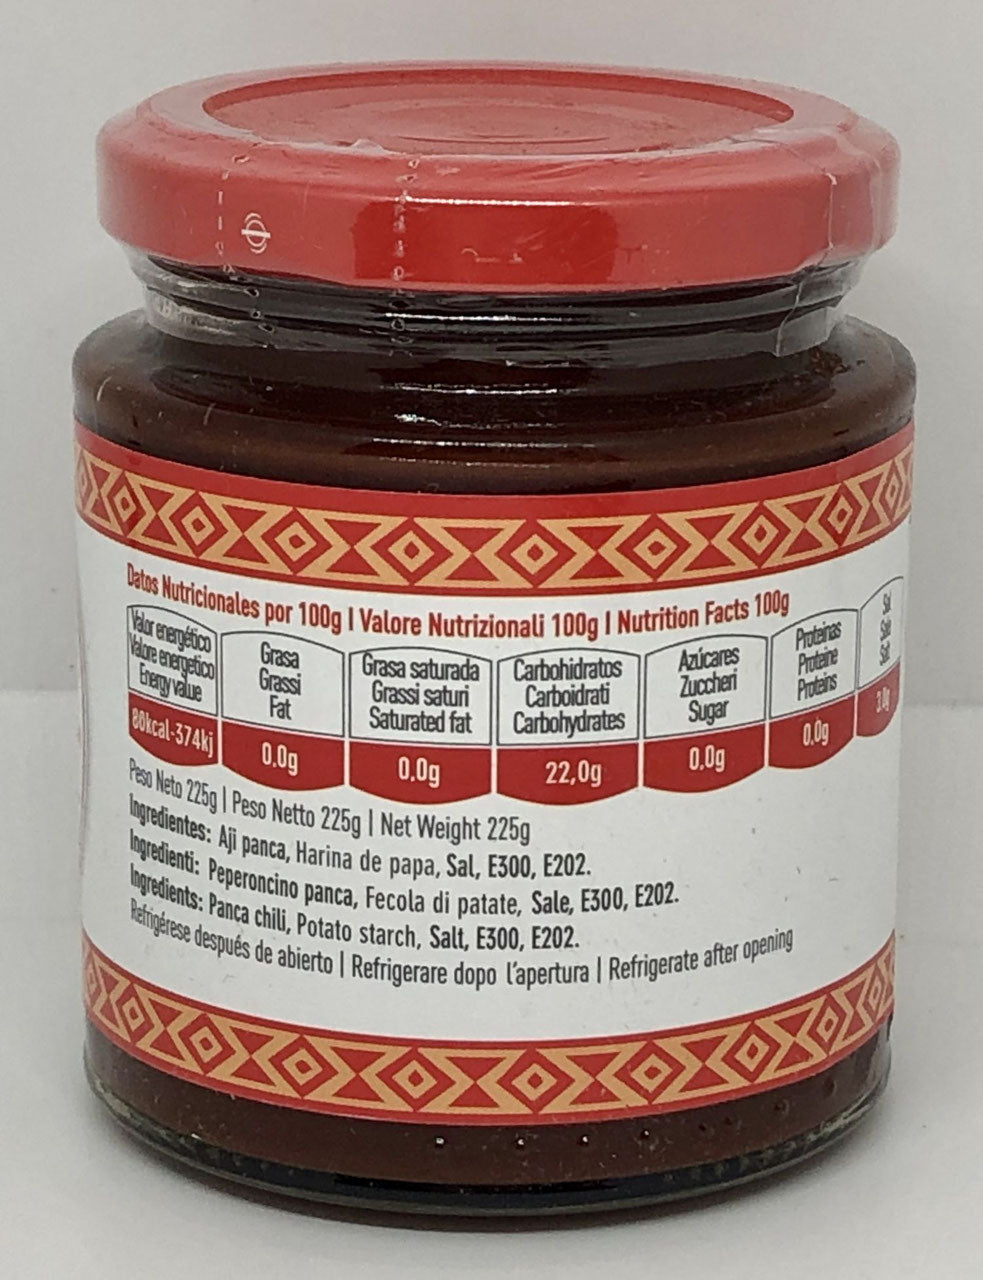 Datos Nutricionales por 100g | Valore Nutrizionali 100g | Nutrition Facts 100g
Valor energético
Valore energetico
Energy value
80kcal-374kj
Grasa
Grassi
Fat
0.0g
Grasa saturada
Grassi saturi
Saturated fat
0.0g
Carbohidratos
Carboidrati
Carbohydrates
22,0g
Azúcares
Zuccheri
Sugar
0.0g
Proteinas
Proteine
Proteins
0.0g
Sal
Sale
Salt
3.0g
Peso Neto 225g | Peso Netto 225g | Net Weight 225g
Ingredientes: Aji panca, Harina de papa, Sal, E300, E202.
Ingredienti: Peperoncino panca, Fecola di patate, Sale, E300, E202.
Ingredients: Panca chili, Potato starch, Salt, E300, E202.
Refrigérese después de abierto | Refrigerare dopo l'apertura | Refrigerate after opening